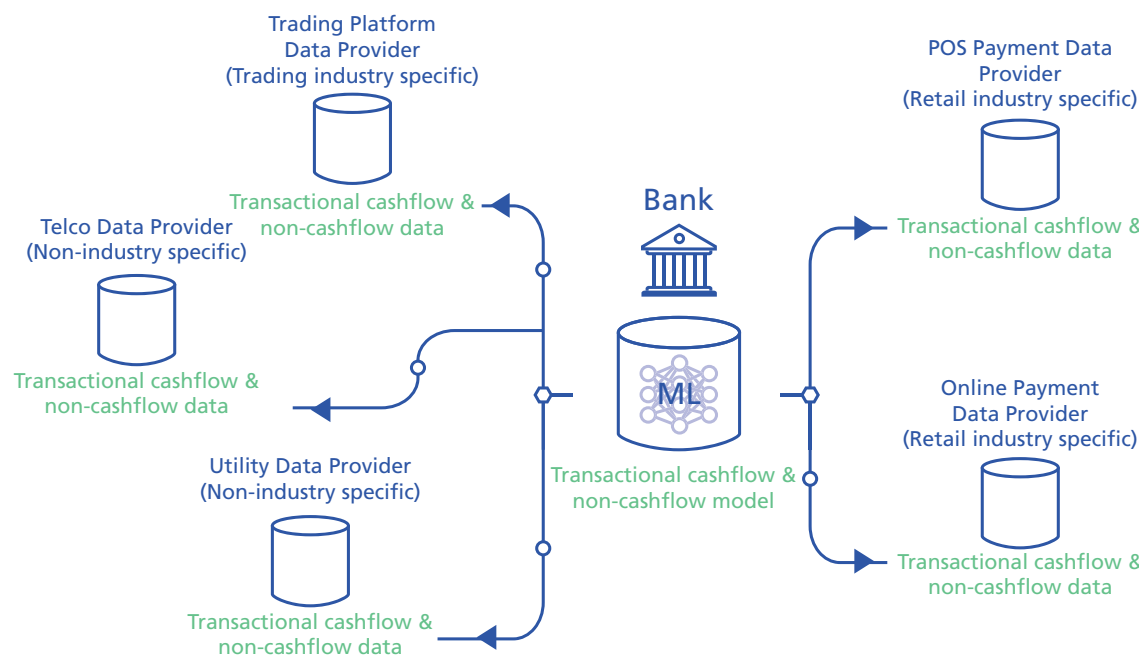 Trading Platform
Data Provider
(Trading industry specific)
Transactional cashflow &
non-cashflow data
Telco Data Provider
(Non-industry specific)
Transactional cashflow &
non-cashflow data
Utility Data Provider
(Non-industry specific)
Transactional cashflow &
non-cashflow data
Bank
ML
Transactional cashflow &
non-cashflow model
POS Payment Data
Provider
(Retail industry specific)
Transactional cashflow &
non-cashflow data
Online Payment
Data Provider
(Retail industry specific)
Transactional cashflow &
non-cashflow data